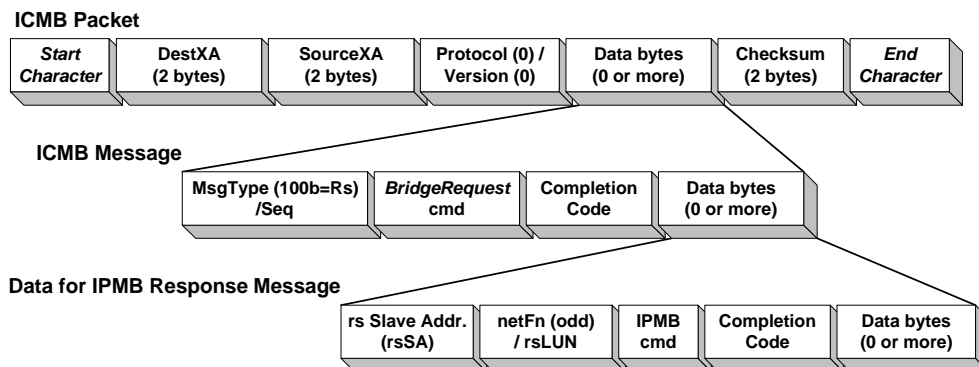 ICMB Packet
Start Character
DestXA (2 bytes)
SourceXA (2 bytes)
Protocol (0) / Version (0)
Data bytes (0 or more)
Checksum (2 bytes)
End Character
ICMB Message
MsgType (100b=Rs) /Seq
BridgeRequest cmd
Completion Code
Data bytes (0 or more)
Data for IPMB Response Message
rs Slave Addr. (rsSA)
netFn (odd) / rsLUN
IPMB cmd
Completion Code
Data bytes (0 or more)